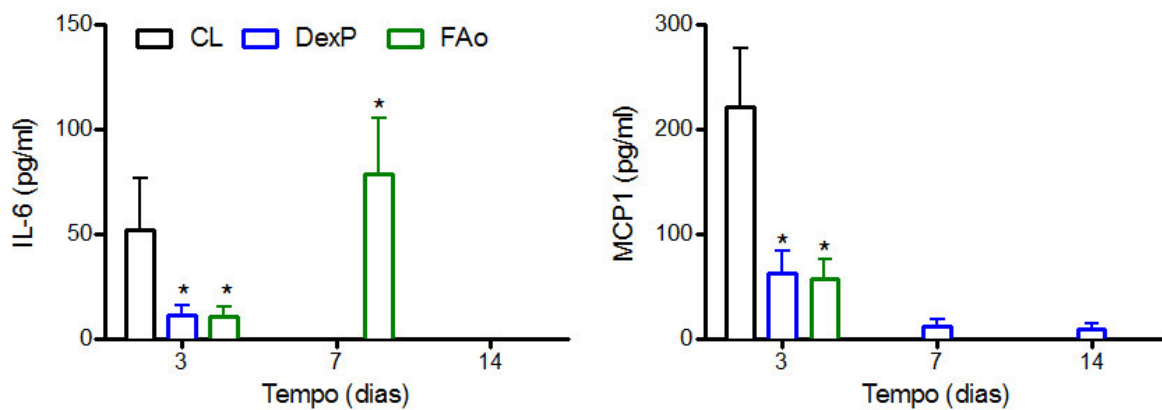 150
CL DexP FAo
*
100
IL-6 (pg/ml)
50
* *
0
3 7 14
Tempo (dias)
300
200
MCP1 (pg/ml)
100
* *
0
3 7 14
Tempo (dias)